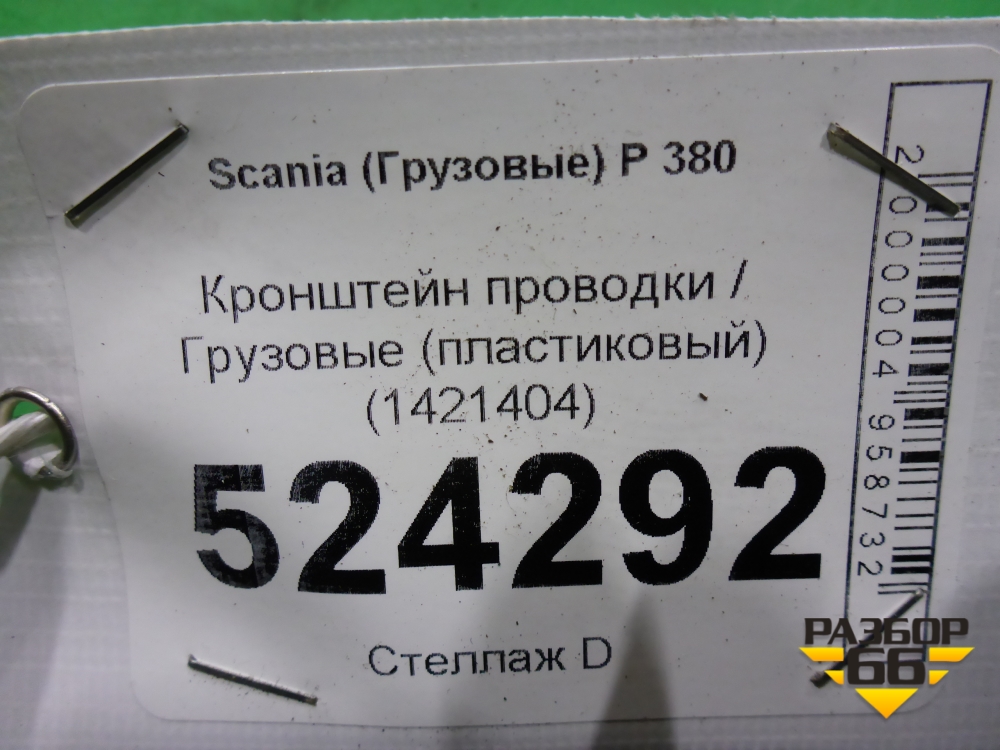 Scania (Грузовые) P 380
Кронштейн проводки /
Грузовые (пластиковый)
(1421404)
524292
Стеллаж D
2000004958732
РАЗБОР
66